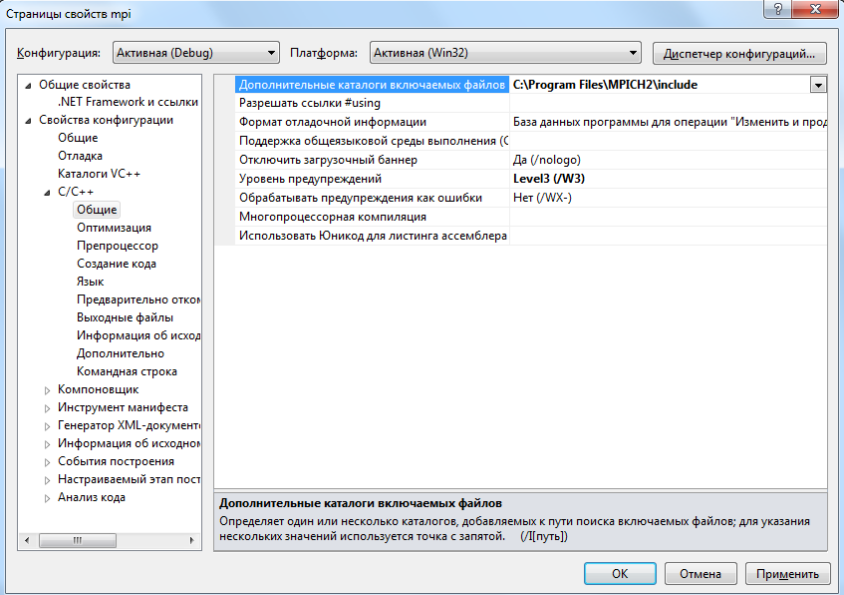 Страницы свойств mpi
Конфигурация: Активная (Debug) Платформа: Активная (Win32) Диспетчер конфигураций...
Общие свойства
.NET Framework и ссылки
Свойства конфигурации
Общие
Отладка
Каталоги VC++
C/C++
Общие
Оптимизация
Препроцессор
Создание кода
Язык
Предварительно отком
Выходные файлы
Информация об исход
Дополнительно
Командная строка
Компоновщик
Инструмент манифеста
Генератор XML-документ
Информация об исходном
События построения
Настраиваемый этап пост
Анализ кода
Дополнительные каталоги включаемых файлов C:\Program Files\MPICH2\include
Разрешать ссылки #using
Формат отладочной информации База данных программы для операции "Изменить и прод
Поддержка общеязыковой среды выполнения (C
Отключить загрузочный баннер Да (/nologo)
Уровень предупреждений Level3 (/W3)
Обрабатывать предупреждения как ошибки Нет (/WX-)
Многопроцессорная компиляция
Использовать Юникод для листинга ассемблера
Дополнительные каталоги включаемых файлов
Определяет один или несколько каталогов, добавляемых к пути поиска включаемых файлов; для указания
нескольких значений используется точка с запятой. (/I[путь])
OK Отмена Применить